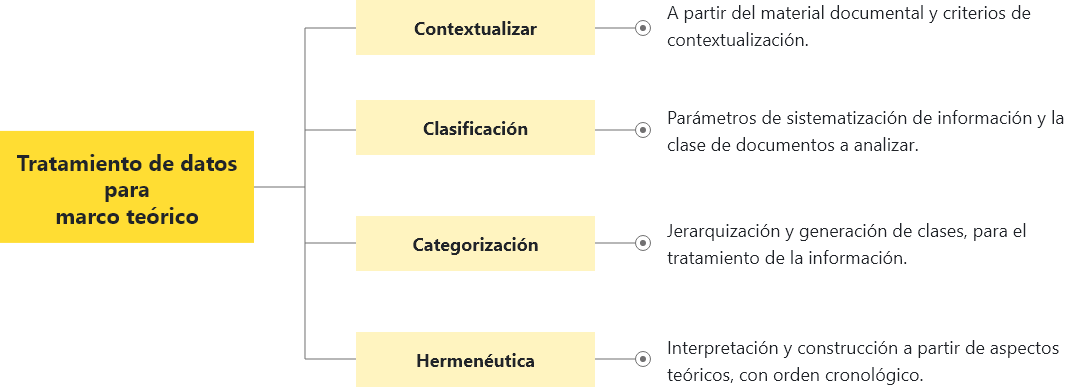 Tratamiento de datos
para
marco teórico
Contextualizar
A partir del material documental y criterios de
contextualización.
Clasificación
Parámetros de sistematización de información y la
clase de documentos a analizar.
Categorización
Jerarquización y generación de clases, para el
tratamiento de la información.
Hermenéutica
Interpretación y construcción a partir de aspectos
teóricos, con orden cronológico.